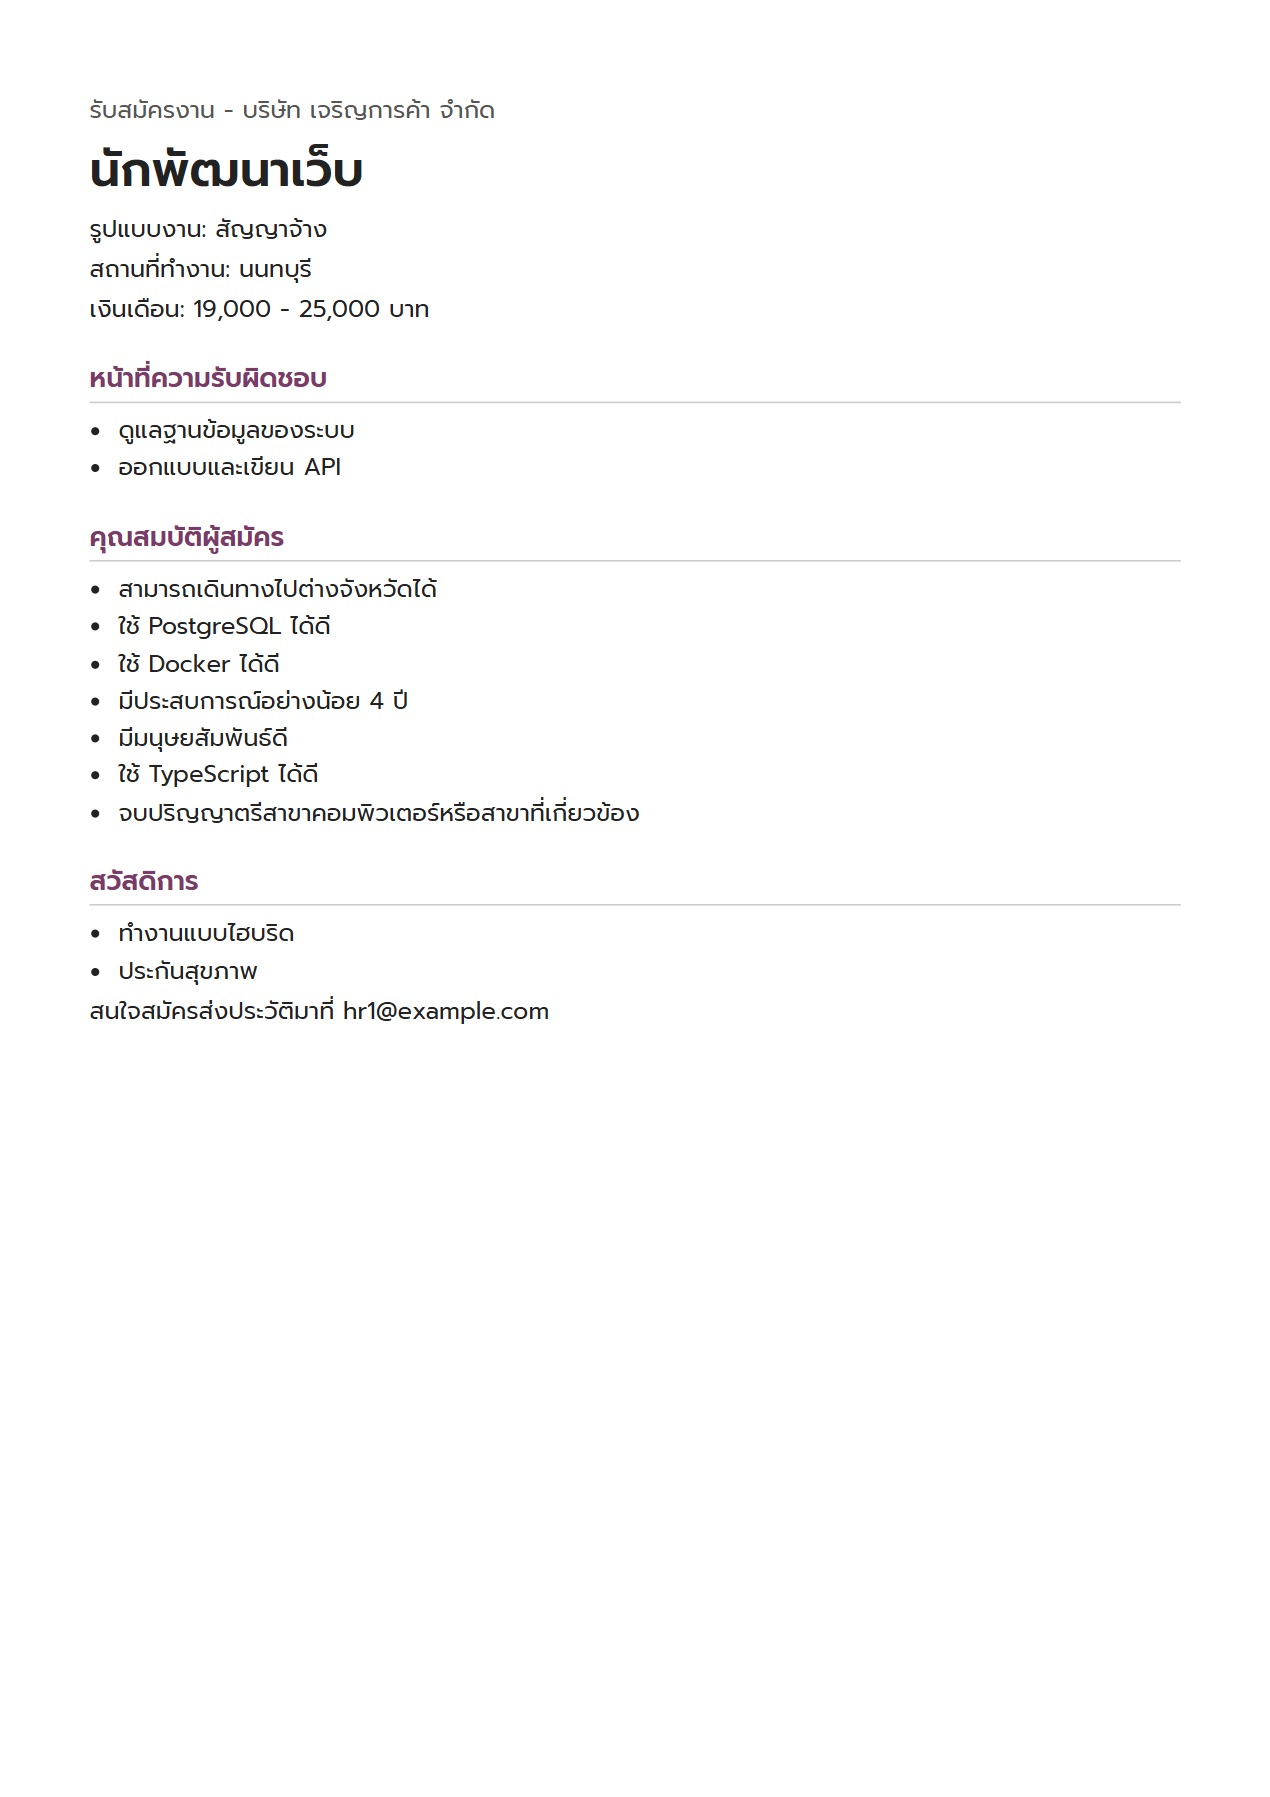 รับสมัครงาน - บริษัท เจริญการค้า จำกัด
นักพัฒนาเว็บ
รูปแบบงาน: สัญญาจ้าง
สถานที่ทำงาน: นนทบุรี
เงินเดือน: 19,000 - 25,000 บาท
หน้าที่ความรับผิดชอบ
• ดูแลฐานข้อมูลของระบบ
• ออกแบบและเขียน API
คุณสมบัติผู้สมัคร
• สามารถเดินทางไปต่างจังหวัดได้
• ใช้ PostgreSQL ได้ดี
• ใช้ Docker ได้ดี
• มีประสบการณ์อย่างน้อย 4 ปี
• มีมนุษยสัมพันธ์ดี
• ใช้ TypeScript ได้ดี
• จบปริญญาตรีสาขาคอมพิวเตอร์หรือสาขาที่เกี่ยวข้อง
สวัสดิการ
• ทำงานแบบไฮบริด
• ประกันสุขภาพ
สนใจสมัครส่งประวัติมาที่ hr1@example.com